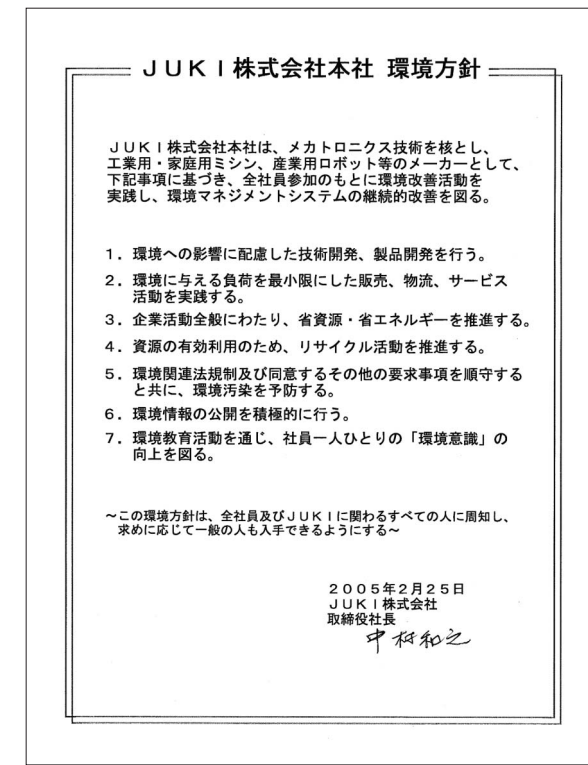 JUKI株式会社本社 環境方針
JUKI株式会社本社は、メカトロニクス技術を核とし、
工業用・家庭用ミシン、産業用ロボット等のメーカーとして、
下記事項に基づき、全社員参加のもとに環境改善活動を
実践し、環境マネジメントシステムの継続的改善を図る。
1．環境への影響に配慮した技術開発、製品開発を行う。
2．環境に与える負荷を最小限にした販売、物流、サービス
活動を実践する。
3．企業活動全般にわたり、省資源・省エネルギーを推進する。
4．資源の有効利用のため、リサイクル活動を推進する。
5．環境関連法規制及び同意するその他の要求事項を順守する
と共に、環境汚染を予防する。
6．環境情報の公開を積極的に行う。
7．環境教育活動を通じ、社員一人ひとりの「環境意識」の
向上を図る。
～この環境方針は、全社員及びJUKIに関わるすべての人に周知し、
求めに応じて一般の人も入手できるようにする～
2005年2月25日
JUKI株式会社
取締役社長
中村和之